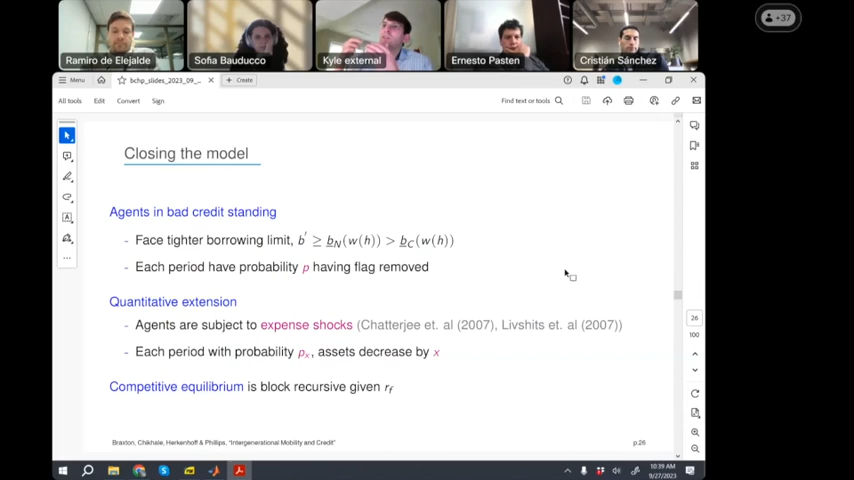 +37
Ramiro de Elejalde
Sofia Bauducco
Kyle external
Ernesto Pasten
Cristián Sánchez
Menu
bchp_slides_2023_09_...
Create
All tools
Edit
Convert
Sign
Find text or tools
Closing the model
Agents in bad credit standing
- Face tighter borrowing limit, b′ ≥ b_N(w(h)) > b_C(w(h))
- Each period have probability p having flag removed
Quantitative extension
- Agents are subject to expense shocks (Chatterjee et. al (2007), Livshits et. al (2007))
- Each period with probability p_x, assets decrease by x
Competitive equilibrium is block recursive given r_f
Braxton, Chikhale, Herkenhoff & Phillips, "Intergenerational Mobility and Credit"
p.26
26
100
10:39 AM
9/27/2023